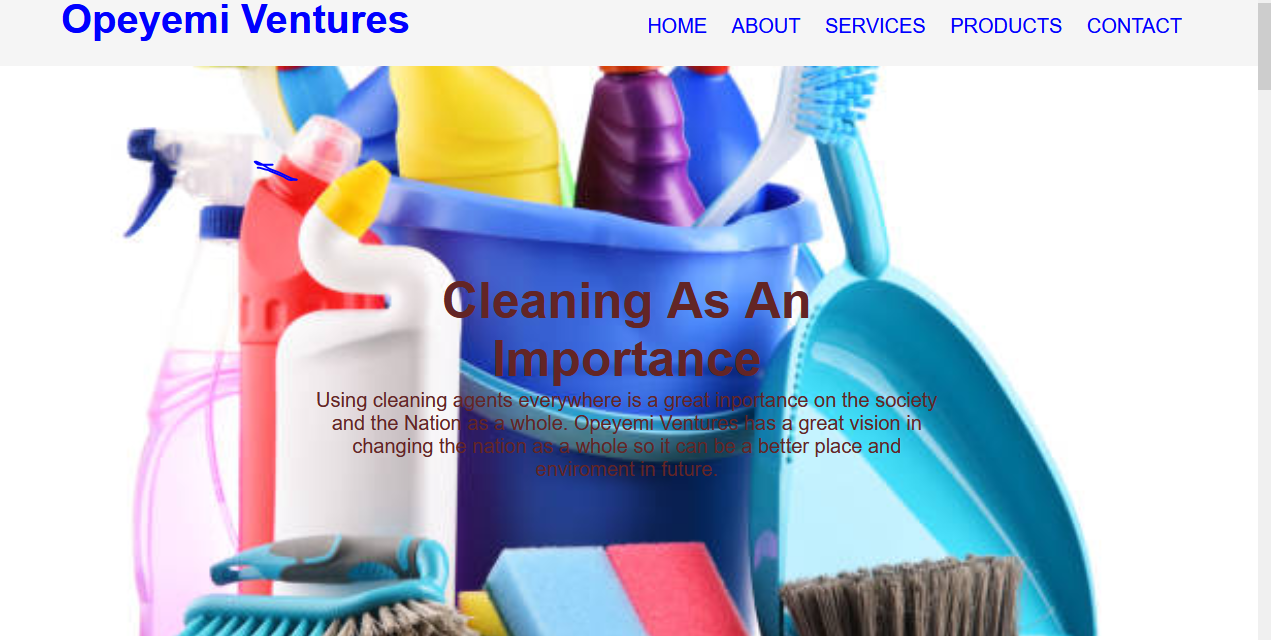 Opeyemi Ventures
HOME ABOUT SERVICES PRODUCTS CONTACT
Cleaning As An
Importance
Using cleaning agents everywhere is a great inportance on the society
and the Nation as a whole. Opeyemi Ventures has a great vision in
changing the nation as a whole so it can be a better place and
enviroment in future.